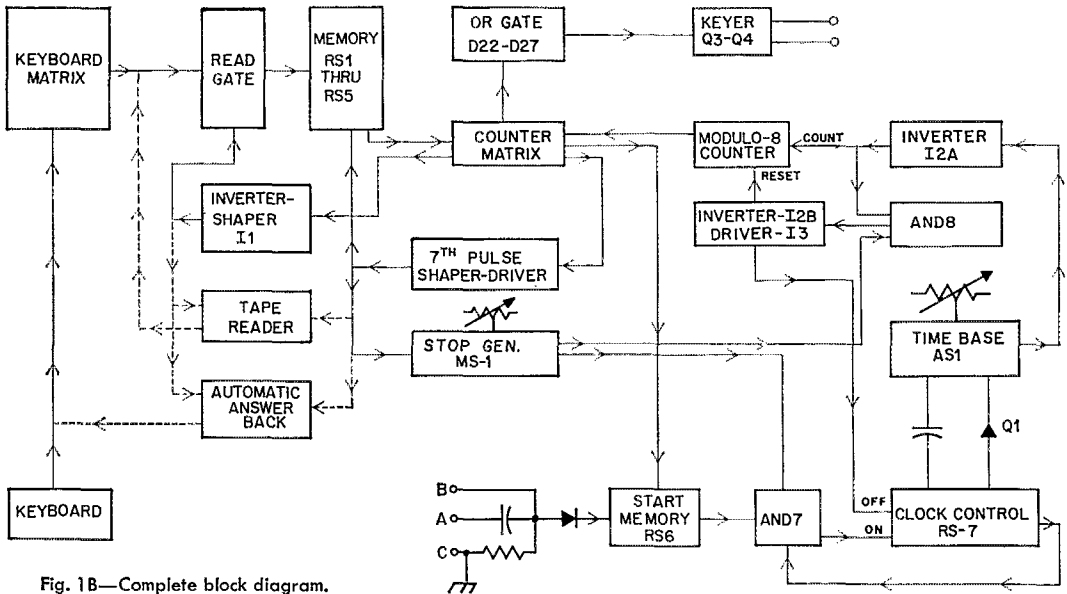 KEYBOARD
MATRIX
READ
GATE
MEMORY
RS1
THRU
RS5
OR GATE
D22-D27
KEYER
Q3-Q4
COUNTER
MATRIX
MODULO-8
COUNTER
COUNT
INVERTER
I2A
RESET
INVERTER-
SHAPER
I1
INVERTER-I2B
DRIVER-I3
AND8
7TH PULSE
SHAPER-DRIVER
TAPE
READER
STOP GEN.
MS-1
TIME BASE
AS1
AUTOMATIC
ANSWER
BACK
Q1
KEYBOARD
B
A
C
START
MEMORY
RS6
AND7
OFF
ON
CLOCK CONTROL
RS-7
Fig. 1B—Complete block diagram.